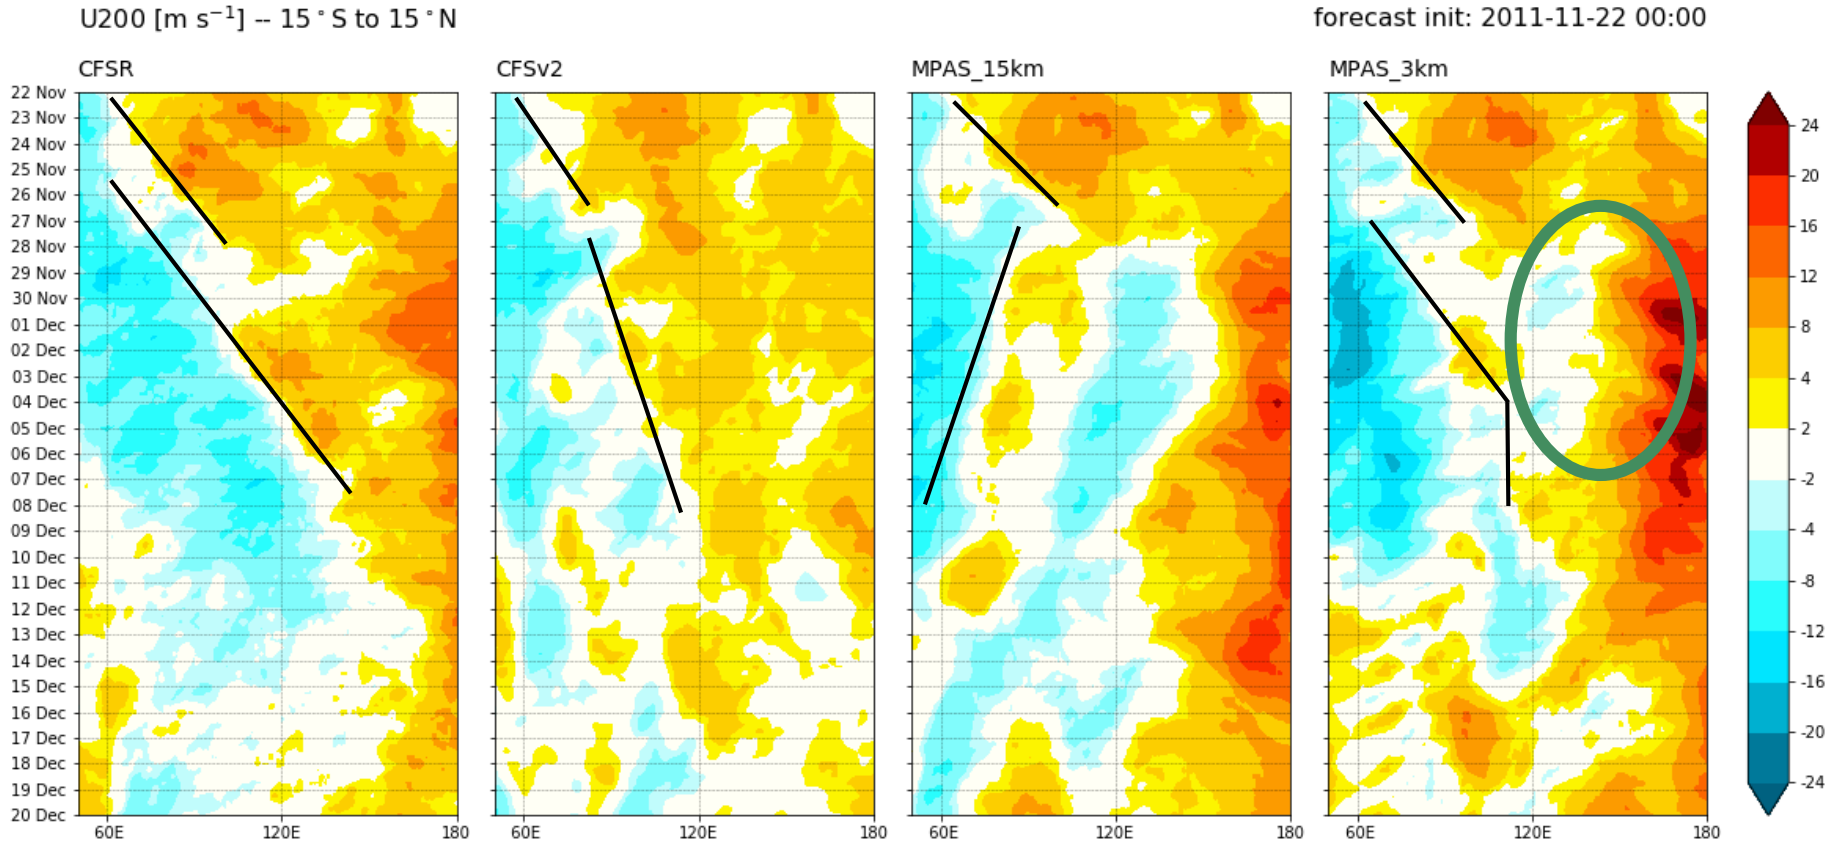 U200 [m s⁻¹] -- 15°S to 15°N
forecast init: 2011-11-22 00:00
CFSR
CFSv2
MPAS_15km
MPAS_3km
22 Nov
23 Nov
24 Nov
25 Nov
26 Nov
27 Nov
28 Nov
29 Nov
30 Nov
01 Dec
02 Dec
03 Dec
04 Dec
05 Dec
06 Dec
07 Dec
08 Dec
09 Dec
10 Dec
11 Dec
12 Dec
13 Dec
14 Dec
15 Dec
16 Dec
17 Dec
18 Dec
19 Dec
20 Dec
60E 120E 180
60E 120E 180
60E 120E 180
60E 120E 180
24
20
16
12
8
4
2
-2
-4
-8
-12
-16
-20
-24